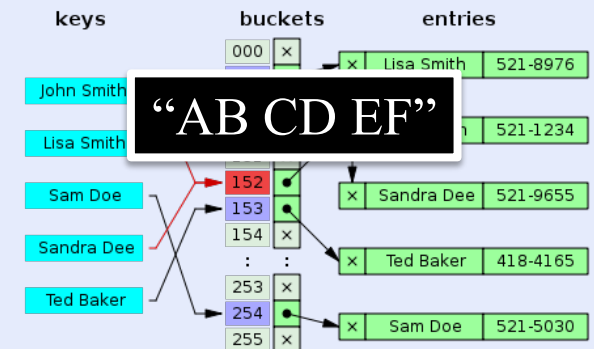 keys buckets entries
000 ×
× Lisa Smith 521-8976
John Smith
“AB CD EF”
521-1234
Lisa Smith
152
Sam Doe
× Sandra Dee 521-9655
153
154 ×
Sandra Dee
: :
× Ted Baker 418-4165
253 ×
Ted Baker
254
× Sam Doe 521-5030
255 ×